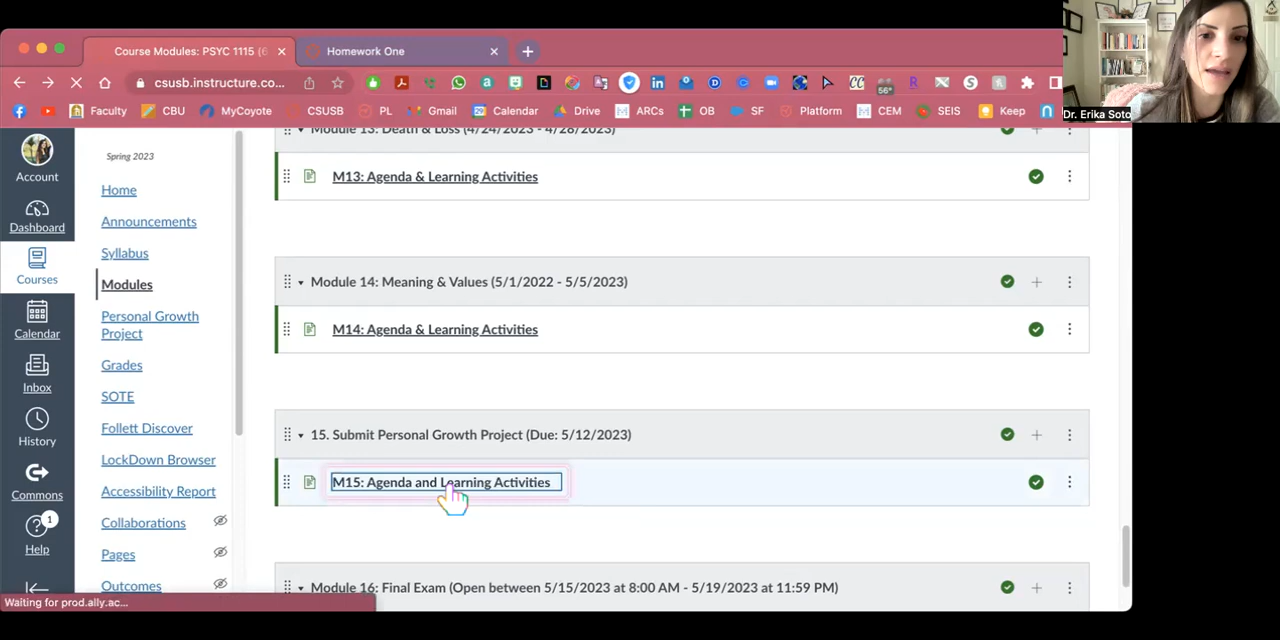 Course Modules: PSYC 1115 (6
Homework One
csusb.instructure.co...
56°
Faculty
CBU
MyCoyote
CSUSB
PL
Gmail
Calendar
Drive
ARCs
OB
SF
Platform
CEM
SEIS
Keep
Dr. Erika Soto
Account
Dashboard
Courses
Calendar
Inbox
History
Commons
1
Help
Spring 2023
Home
Announcements
Syllabus
Modules
Personal Growth
Project
Grades
SOTE
Follett Discover
LockDown Browser
Accessibility Report
Collaborations
Pages
Outcomes
Module 13: Death & Loss (4/24/2023 - 4/28/2023)
M13: Agenda & Learning Activities
Module 14: Meaning & Values (5/1/2022 - 5/5/2023)
M14: Agenda & Learning Activities
15. Submit Personal Growth Project (Due: 5/12/2023)
M15: Agenda and Learning Activities
Module 16: Final Exam (Open between 5/15/2023 at 8:00 AM - 5/19/2023 at 11:59 PM)
Waiting for prod.ally.ac...